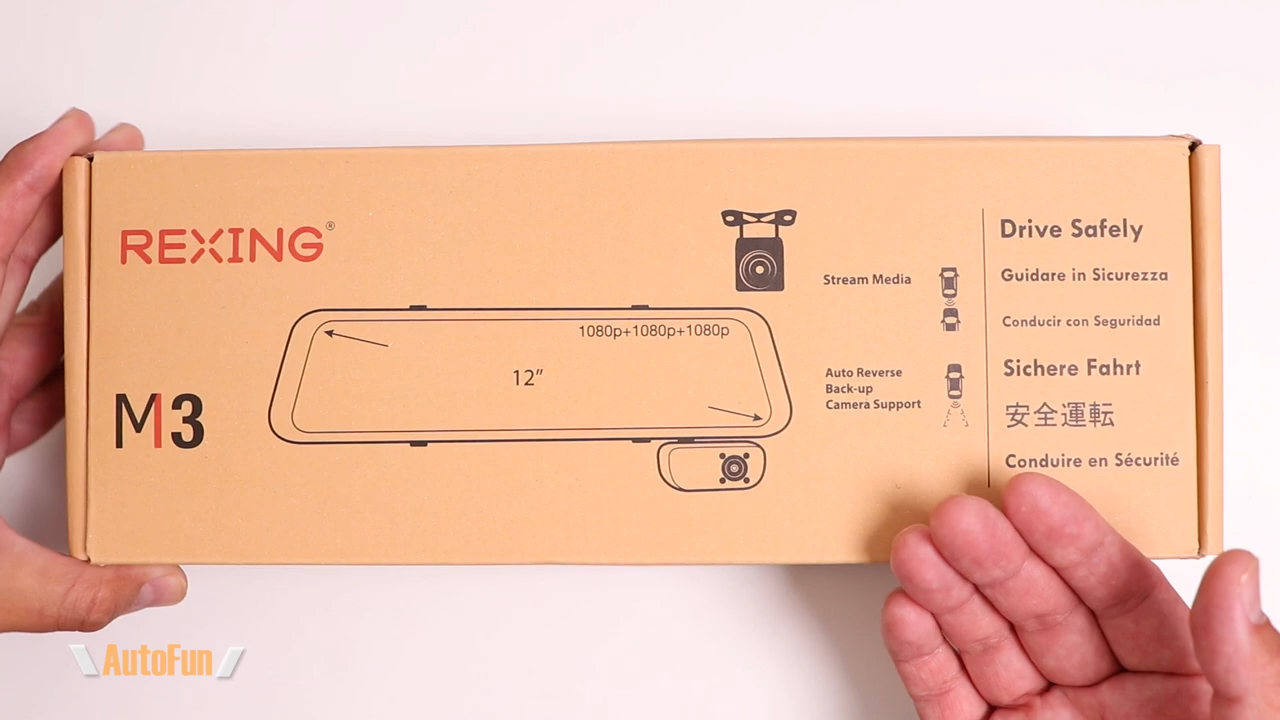 REXING®
M3
1080p+1080p+1080p
12”
Stream Media
Auto Reverse
Back-up
Camera Support
Drive Safely
Guidare in Sicurezza
Conducir con Seguridad
Sichere Fahrt
安全運転
Conduire en Sécurité
AutoFun